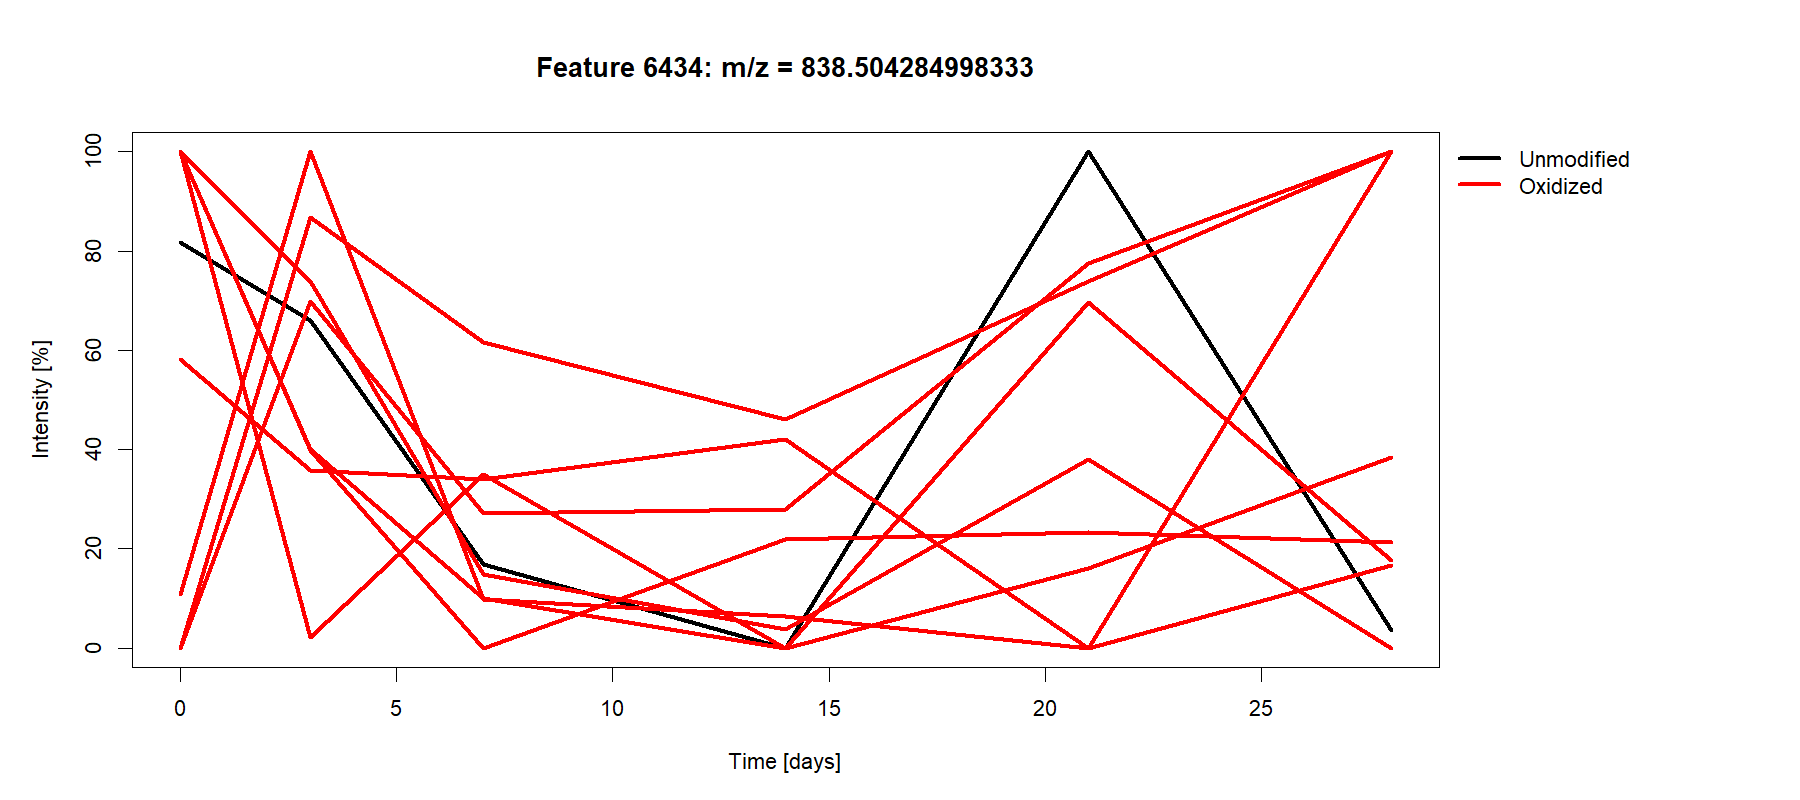 Feature 6434: m/z = 838.504284998333
Unmodified
Oxidized
100
80
60
40
20
0
Intensity [%]
0 5 10 15 20 25
Time [days]